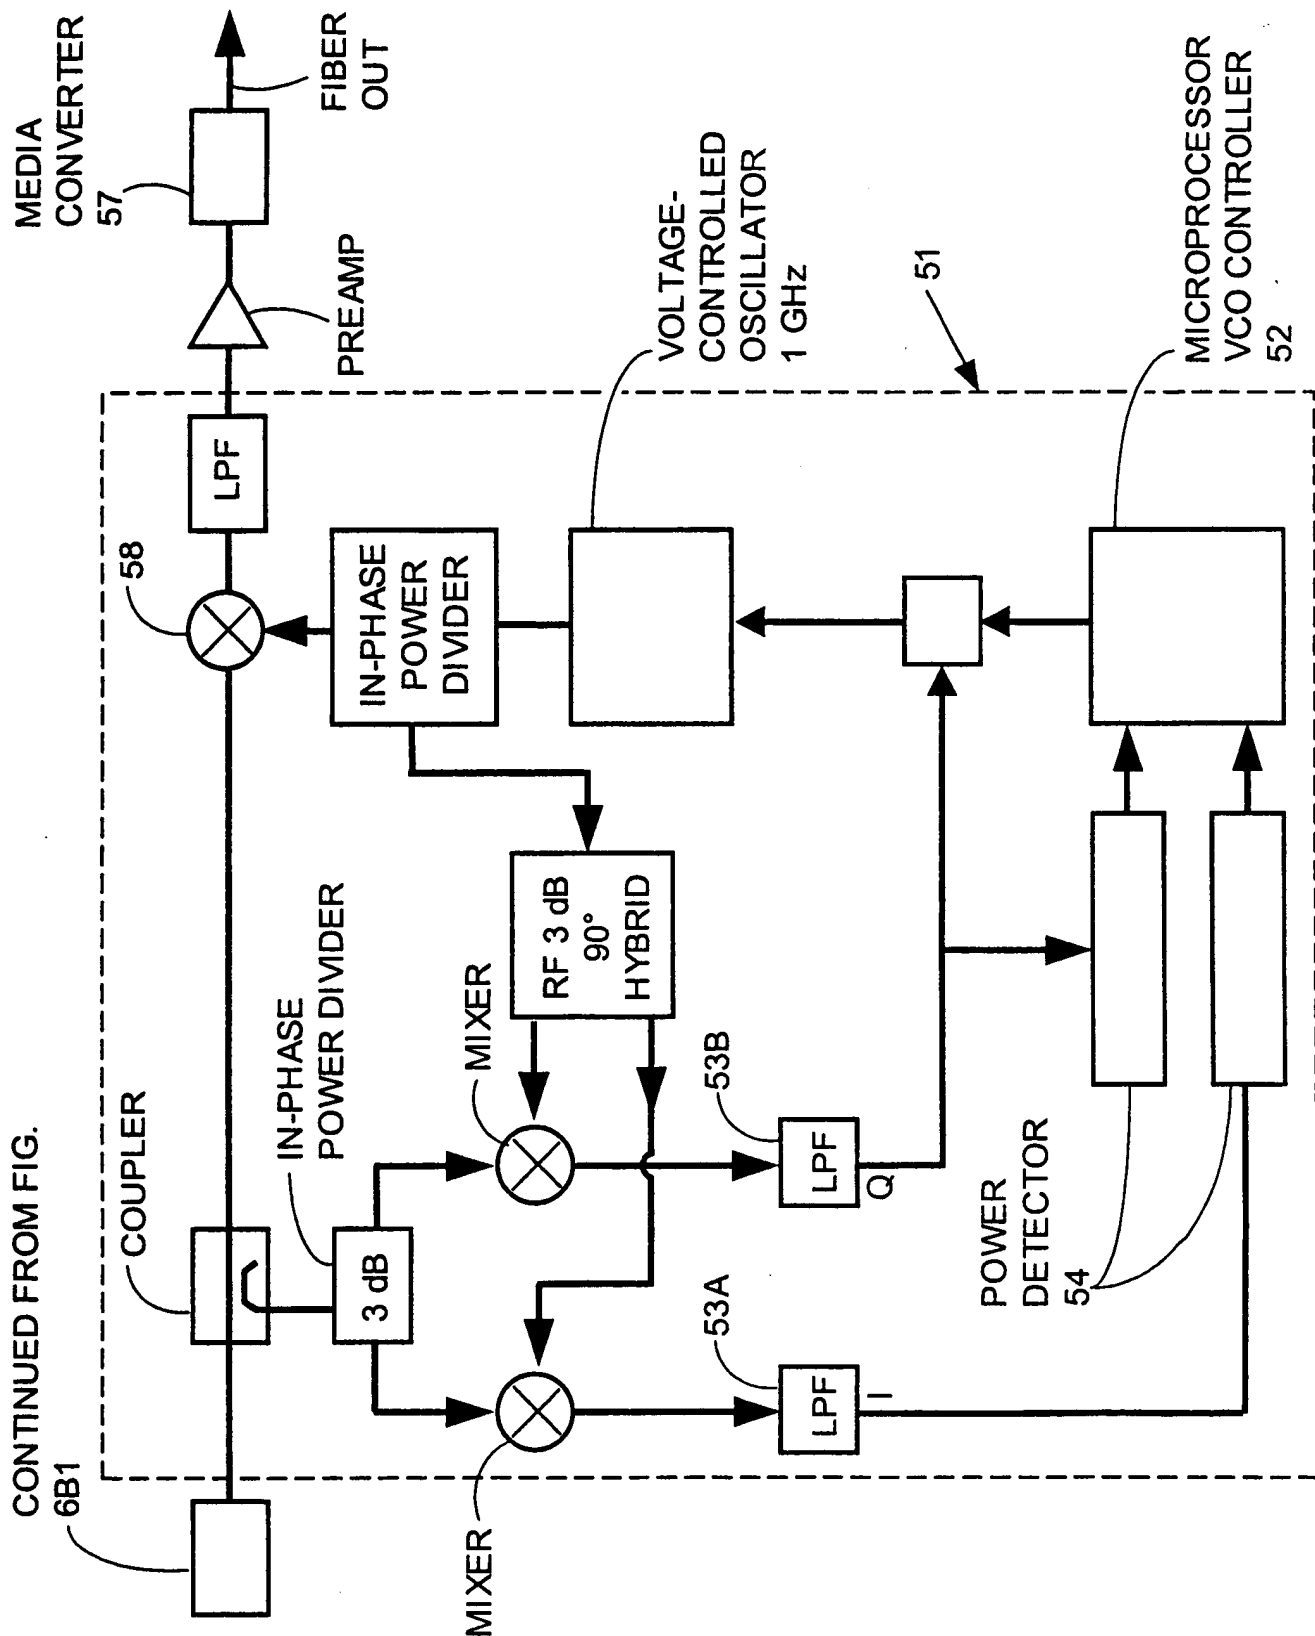 CONTINUED FROM FIG.
6B1
COUPLER
IN-PHASE
POWER DIVIDER
3 dB
MIXER
MIXER
RF 3 dB
90°
HYBRID
53A
LPF
I
53B
LPF
Q
POWER
DETECTOR
54
58
LPF
IN-PHASE
POWER
DIVIDER
PREAMP
MEDIA
CONVERTER
57
FIBER
OUT
VOLTAGE-
CONTROLLED
OSCILLATOR
1 GHz
51
MICROPROCESSOR
VCO CONTROLLER
52